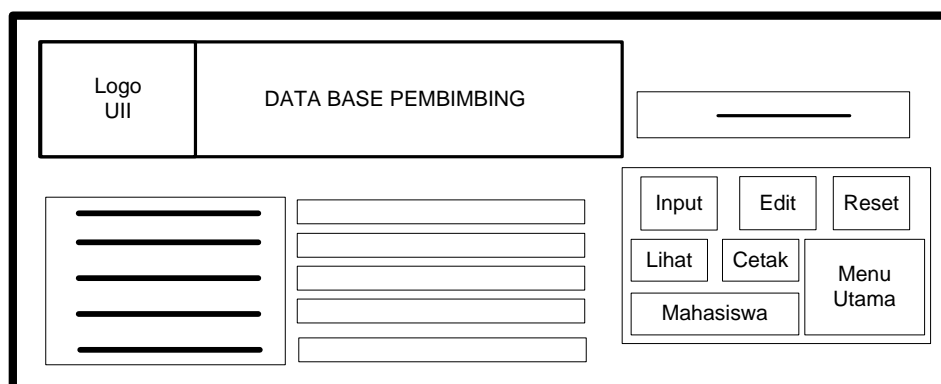 Logo
UII
DATA BASE PEMBIMBING
Input
Edit
Reset
Lihat
Cetak
Menu
Utama
Mahasiswa